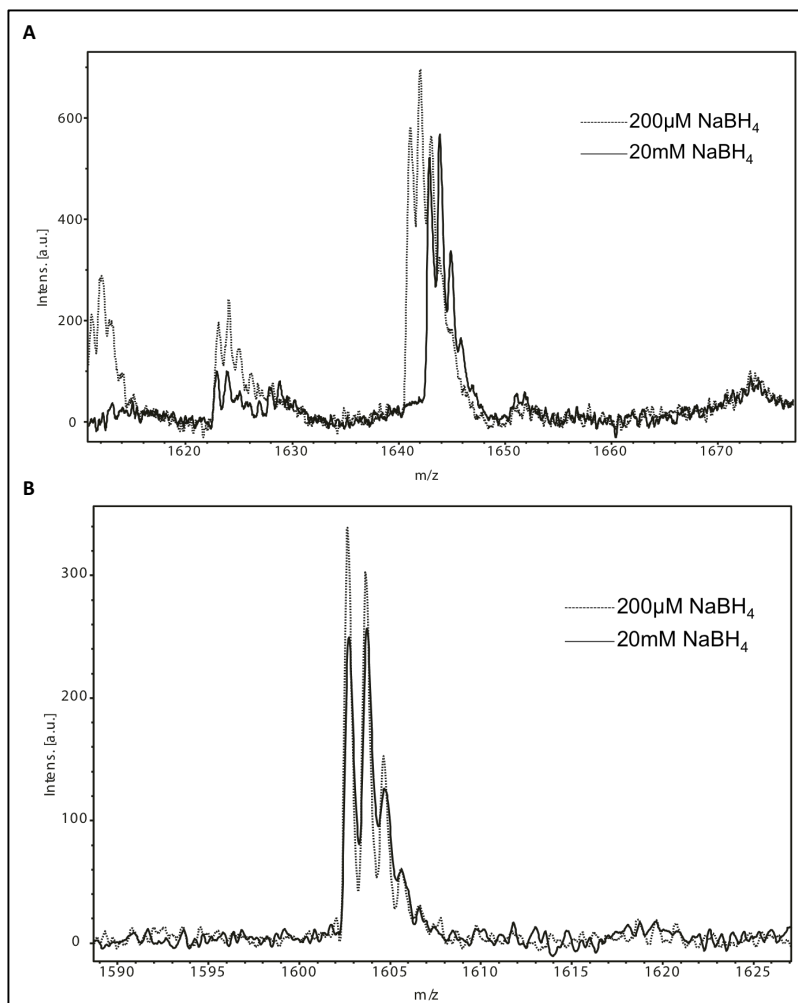 A
600
400
200
0
Intens. [a.u.]
200µM NaBH₄
20mM NaBH₄
1620 1630 1640 1650 1660 1670
m/z
B
300
200
100
0
Intens. [a.u.]
200µM NaBH₄
20mM NaBH₄
1590 1595 1600 1605 1610 1615 1620 1625
m/z